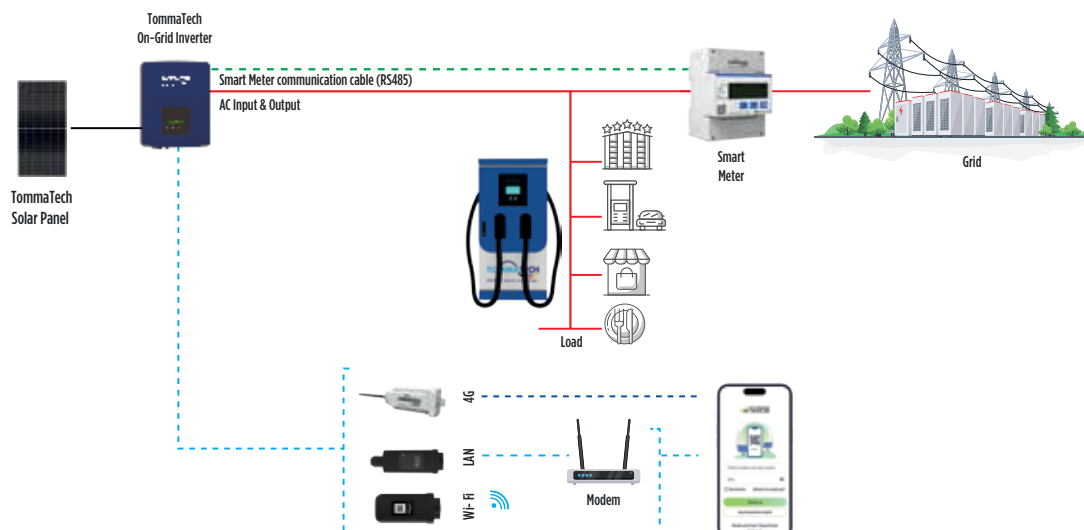 TommaTech
On-Grid Inverter
Smart Meter communication cable (RS485)
AC Input & Output
TommaTech
Solar Panel
Smart
Meter
Grid
TOMMATECH
Load
4G
LAN
Wi- Fi
Modem